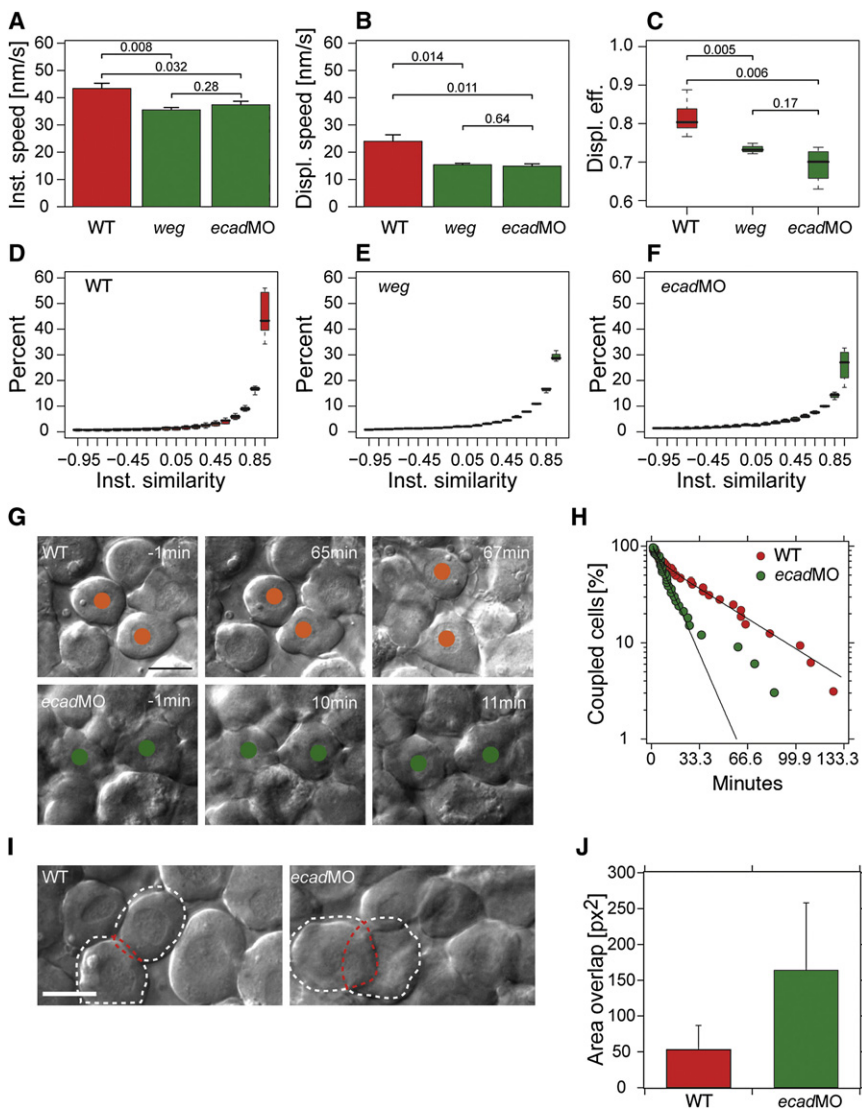 A
Inst. speed [nm/s]
60
50
40
30
20
10
0
0.008
0.032
0.28
WT
weg
ecadMO
B
Displ. speed [nm/s]
60
50
40
30
20
10
0
0.014
0.011
0.64
WT
weg
ecadMO
C
Displ. eff.
1.0
0.9
0.8
0.7
0.6
0.005
0.006
0.17
WT
weg
ecadMO
D
WT
Percent
60
50
40
30
20
10
0
−0.95 −0.45 0.05 0.45 0.85
Inst. similarity
E
weg
Percent
60
50
40
30
20
10
0
−0.95 −0.45 0.05 0.45 0.85
Inst. similarity
F
ecadMO
Percent
60
50
40
30
20
10
0
−0.95 −0.45 0.05 0.45 0.85
Inst. similarity
G
WT
-1min
65min
67min
ecadMO
-1min
10min
11min
H
Coupled cells [%]
100
10
1
WT
ecadMO
0 33.3 66.6 99.9 133.3
Minutes
I
WT
ecadMO
J
Area overlap [px2]
300
250
200
150
100
50
0
WT
ecadMO